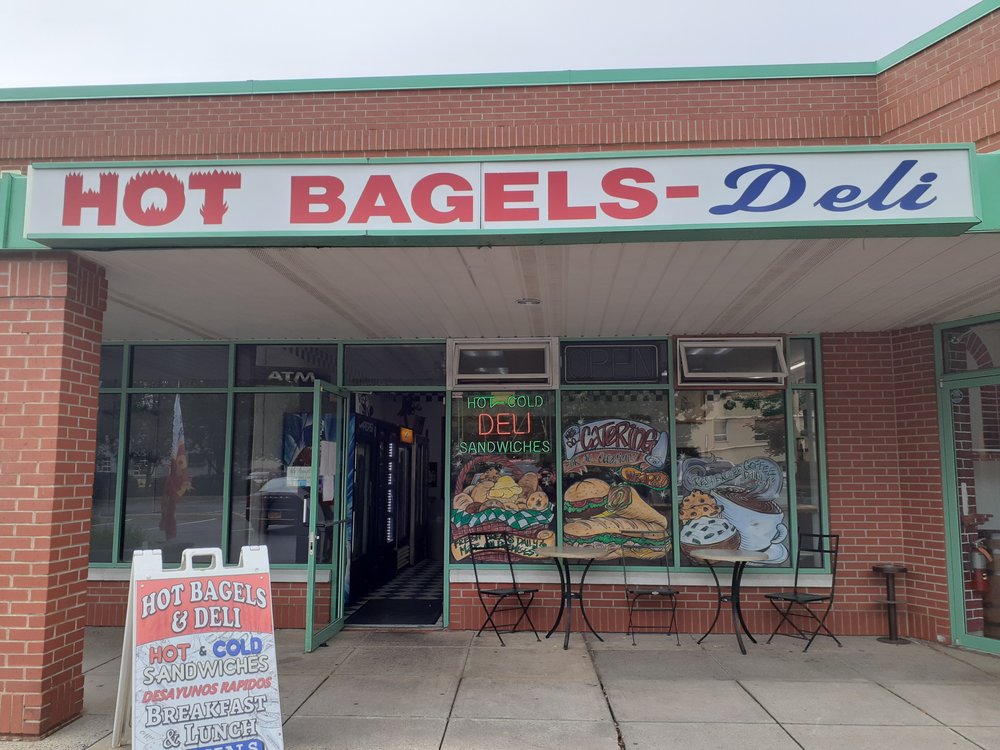 HOT BAGELS-Deli
ATM
OPEN
HOT - COLD
DELI
SANDWICHES
CATERING
HOT BAGELS
& DELI
HOT & COLD
SANDWICHES
DESAYUNOS RAPIDOS
BREAKFAST
& LUNCH